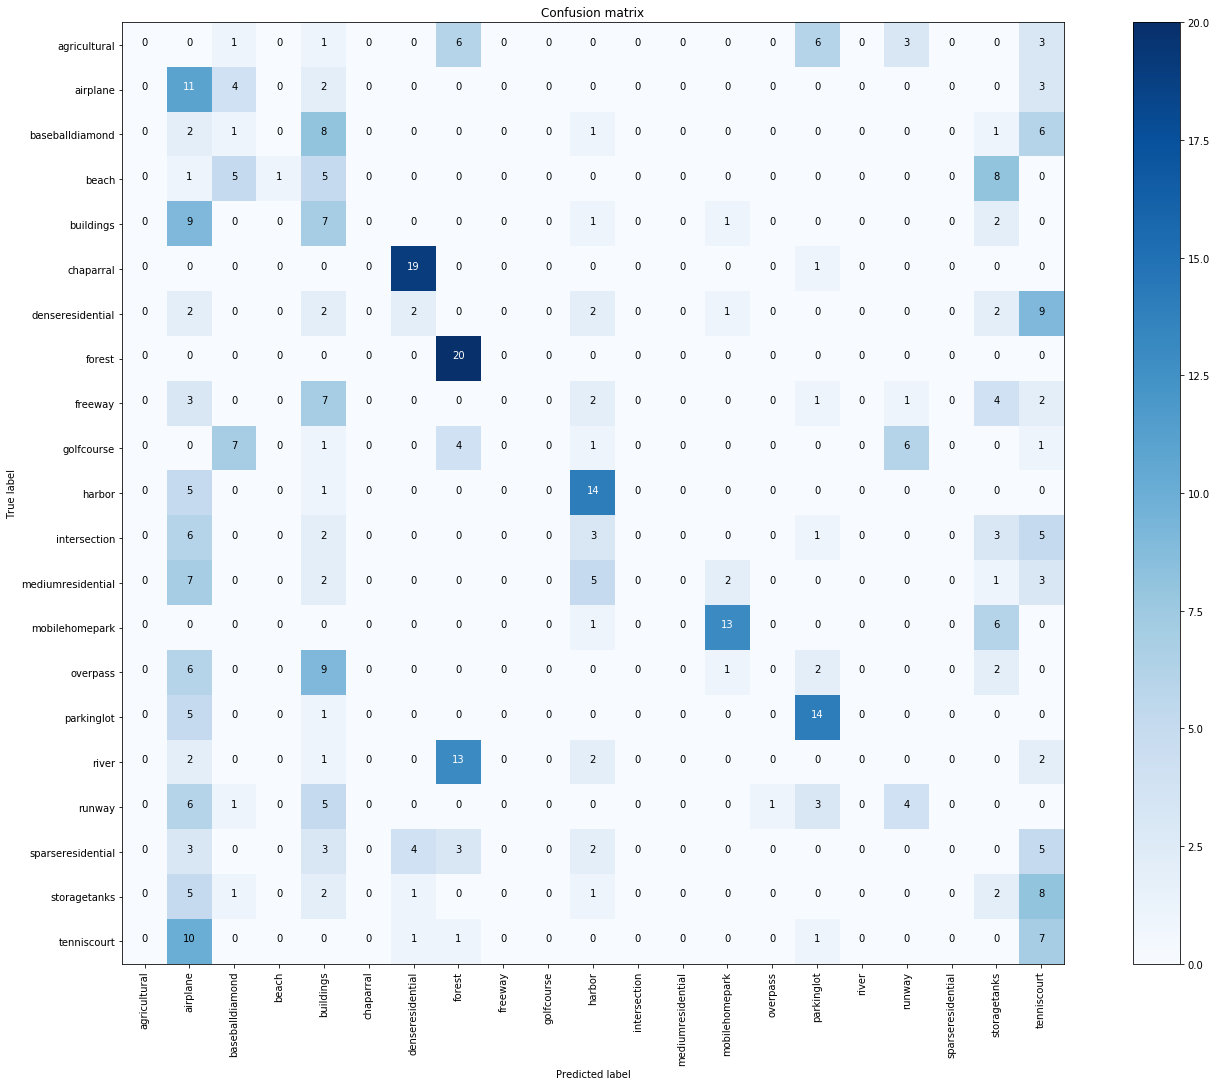 Confusion matrix
agricultural 0 0 1 0 1 0 0 6 0 0 0 0 0 0 0 6 0 3 0 0 3
airplane 0 11 4 0 2 0 0 0 0 0 0 0 0 0 0 0 0 0 0 0 3
baseballdiamond 0 2 1 0 8 0 0 0 0 0 1 0 0 0 0 0 0 0 0 1 6
beach 0 1 5 1 5 0 0 0 0 0 0 0 0 0 0 0 0 0 0 8 0
buildings 0 9 0 0 7 0 0 0 0 0 1 0 0 1 0 0 0 0 0 2 0
chaparral 0 0 0 0 0 0 19 0 0 0 0 0 0 0 0 1 0 0 0 0 0
denseresidential 0 2 0 0 2 0 2 0 0 0 2 0 0 1 0 0 0 0 0 2 9
forest 0 0 0 0 0 0 0 20 0 0 0 0 0 0 0 0 0 0 0 0 0
freeway 0 3 0 0 7 0 0 0 0 0 2 0 0 0 0 1 0 1 0 4 2
golfcourse 0 0 7 0 1 0 0 4 0 0 1 0 0 0 0 0 0 6 0 0 1
harbor 0 5 0 0 1 0 0 0 0 0 14 0 0 0 0 0 0 0 0 0 0
intersection 0 6 0 0 2 0 0 0 0 0 3 0 0 0 0 1 0 0 0 3 5
mediumresidential 0 7 0 0 2 0 0 0 0 0 5 0 0 2 0 0 0 0 0 1 3
mobilehomepark 0 0 0 0 0 0 0 0 0 0 1 0 0 13 0 0 0 0 0 6 0
overpass 0 6 0 0 9 0 0 0 0 0 0 0 0 1 0 2 0 0 0 2 0
parkinglot 0 5 0 0 1 0 0 0 0 0 0 0 0 0 0 14 0 0 0 0 0
river 0 2 0 0 1 0 0 13 0 0 2 0 0 0 0 0 0 0 0 0 2
runway 0 6 1 0 5 0 0 0 0 0 0 0 0 0 1 3 0 4 0 0 0
sparseresidential 0 3 0 0 3 0 4 3 0 0 2 0 0 0 0 0 0 0 0 0 5
storagetanks 0 5 1 0 2 0 1 0 0 0 1 0 0 0 0 0 0 0 0 2 8
tenniscourt 0 10 0 0 0 0 1 1 0 0 0 0 0 0 0 1 0 0 0 0 7
True label
agricultural
airplane
baseballdiamond
beach
buildings
chaparral
denseresidential
forest
freeway
golfcourse
harbor
intersection
mediumresidential
mobilehomepark
overpass
parkinglot
river
runway
sparseresidential
storagetanks
tenniscourt
Predicted label
20.0
17.5
15.0
12.5
10.0
7.5
5.0
2.5
0.0